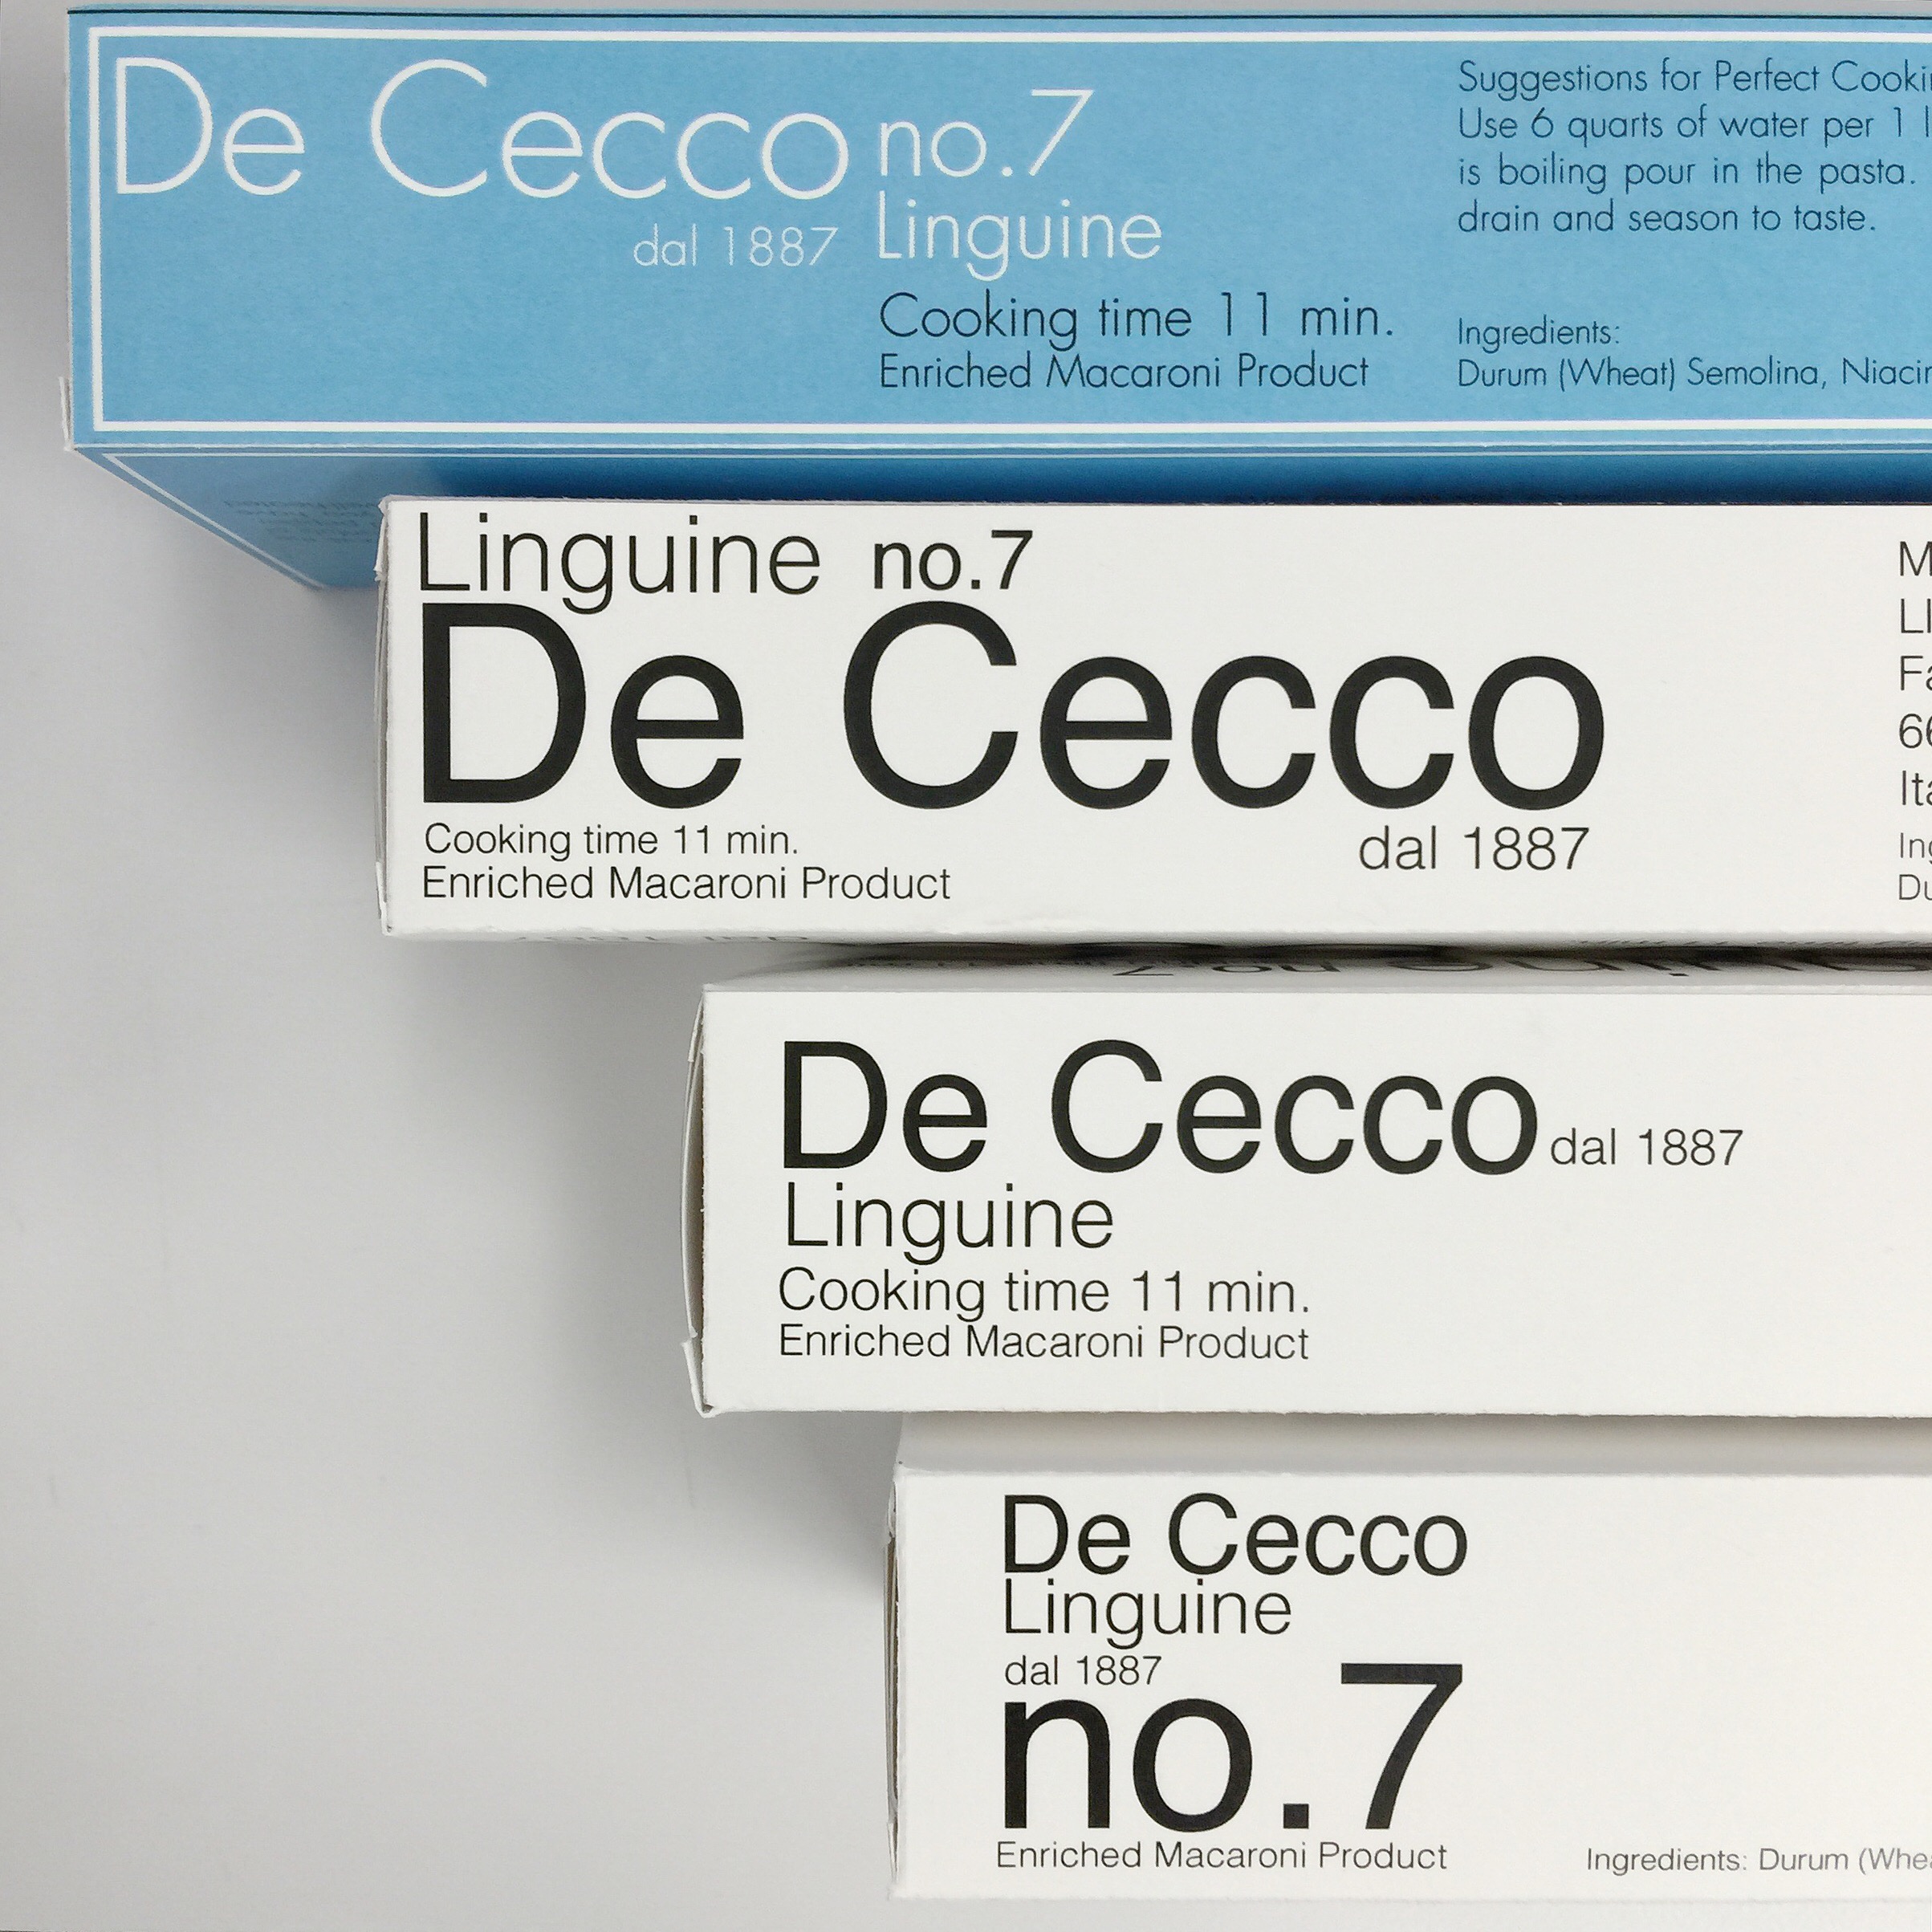 De Cecco no.7
dal 1887 Linguine
Cooking time 11 min.
Enriched Macaroni Product
Suggestions for Perfect
Use 6 quarts of water per 1
is boiling pour in the pasta.
drain and season to taste.
Ingredients:
Durum (Wheat) Semolina,
Linguine no.7
De Cecco
dal 1887
Cooking time 11 min.
Enriched Macaroni Product
no.7
De Cecco dal 1887
Linguine
Cooking time 11 min.
Enriched Macaroni Product
De Cecco
Linguine
dal 1887
no.7
Enriched Macaroni Product
Ingredients: Durum